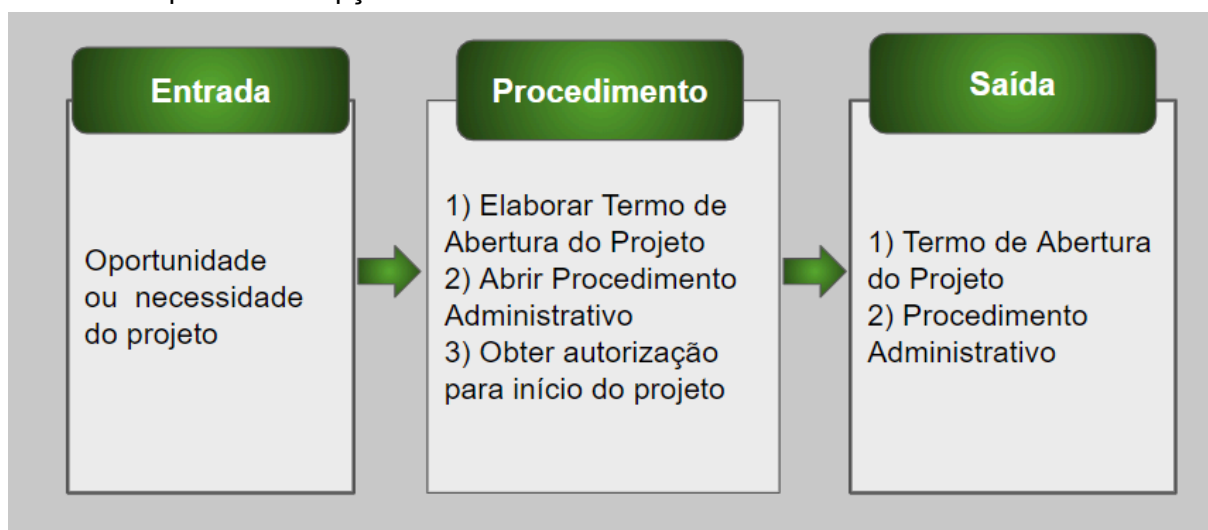 Entrada
Oportunidade
ou necessidade
do projeto
Procedimento
1) Elaborar Termo de
Abertura do Projeto
2) Abrir Procedimento
Administrativo
3) Obter autorização
para início do projeto
Saída
1) Termo de Abertura
do Projeto
2) Procedimento
Administrativo